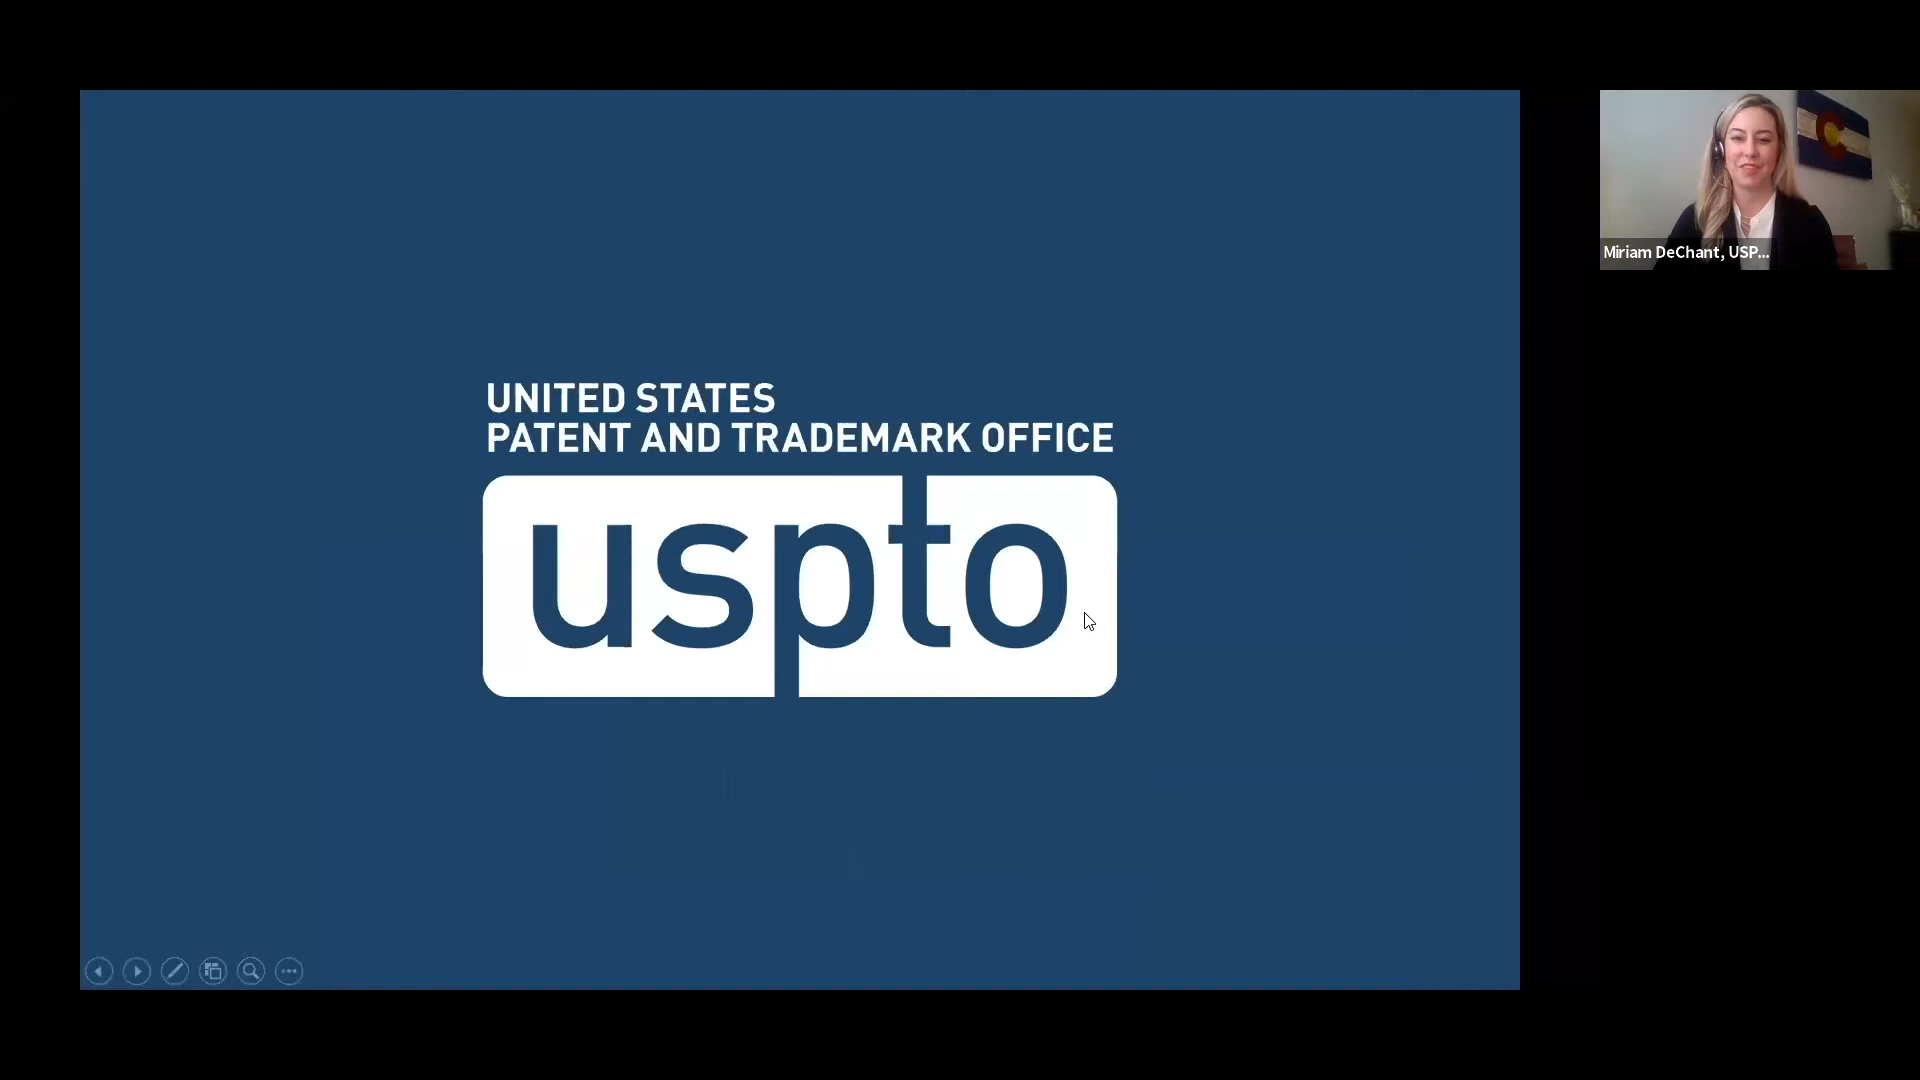 UNITED STATES
PATENT AND TRADEMARK OFFICE
uspto
Miriam DeChant, USP...